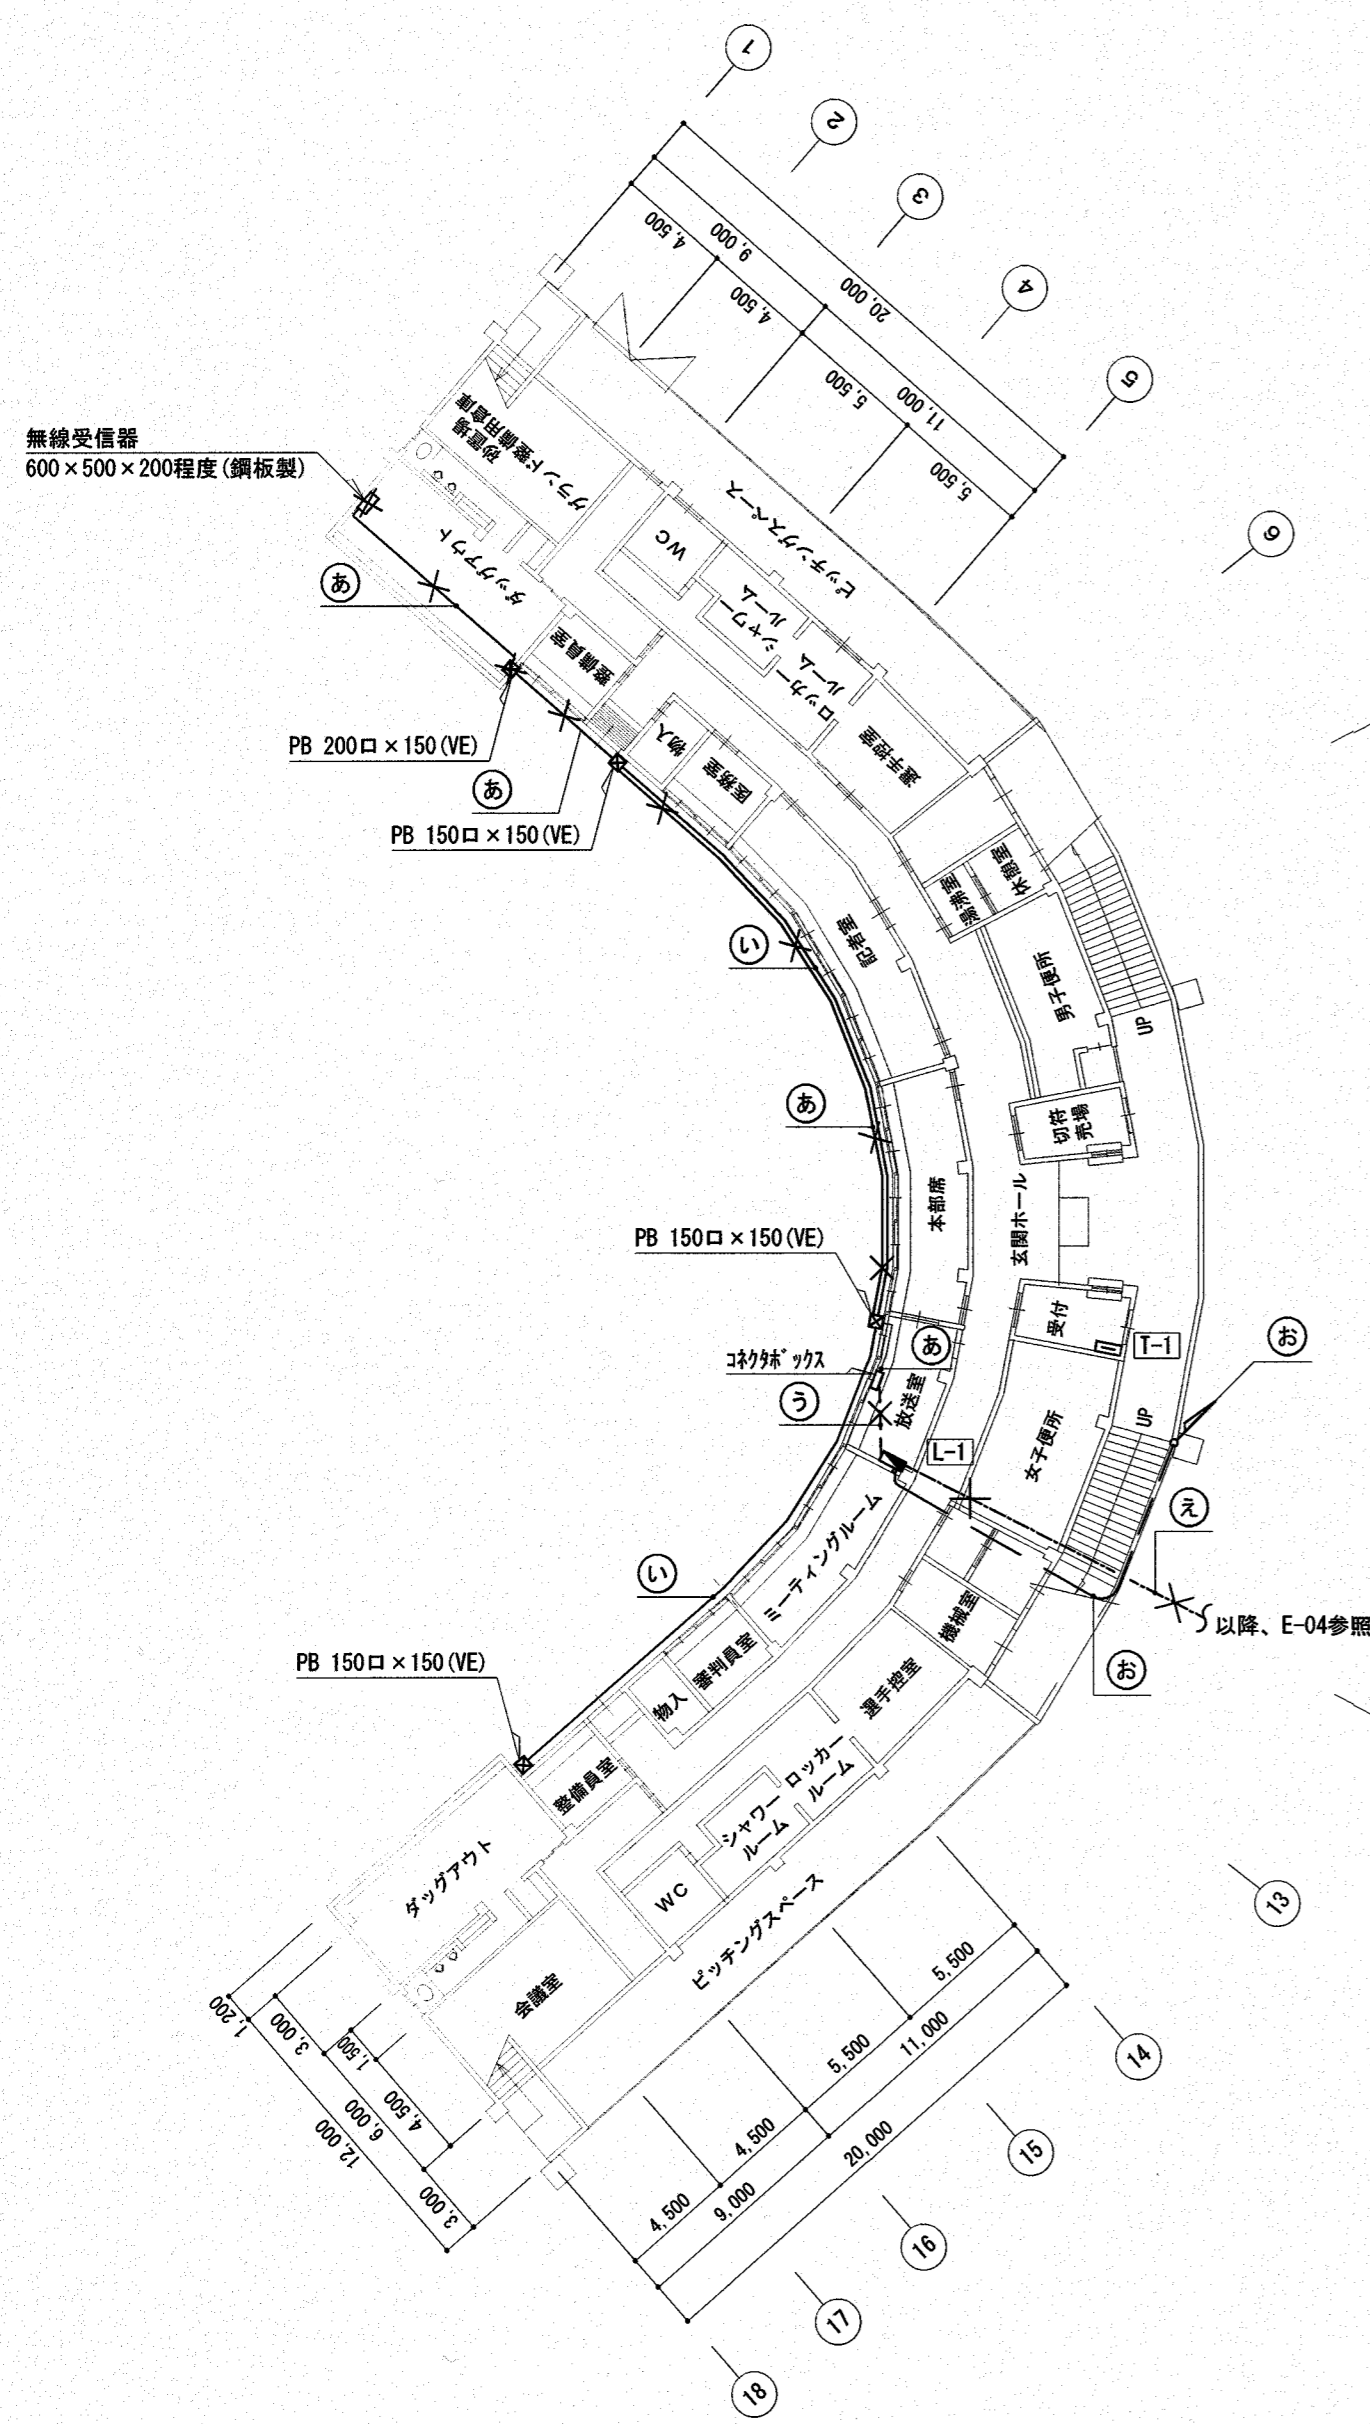 1
2
3
4
5
6
4,500
9,000
20,000
4,500
5,500
11,000
5,500
無線受信器
600×500×200程度(鋼板製)
砂置場
グランド整備用倉庫
ダッグアウト
ピッチングスペース
WC
シャワー
ルーム
ロッカー
ルーム
選手控室
整備員室
物入
医務室
あ
PB 200□×150(VE)
あ
PB 150□×150(VE)
い
記者室
湯沸室
休憩室
男子便所
UP
あ
切符
売場
本部席
玄関ホール
PB 150□×150(VE)
受付
T-1
コネクタボックス
あ
お
う
放送室
L-1
女子便所
UP
え
以降、E-04参照
い
ミーティングルーム
機械室
お
PB 150□×150(VE)
審判員室
物入
選手控室
整備員室
ロッカー
ルーム
シャワー
ルーム
WC
ダッグアウト
ピッチングスペース
会議室
13
14
15
16
17
18
1,200
3,000
1,500
4,500
6,000
12,000
3,000
5,500
11,000
5,500
4,500
20,000
4,500
9,000